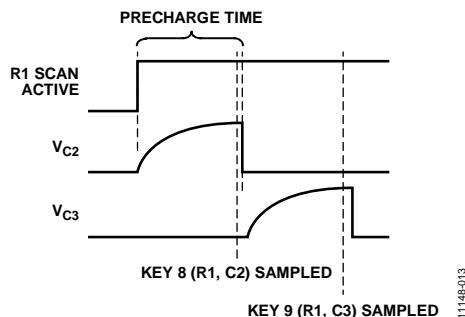 PRECHARGE TIME
R1 SCAN
ACTIVE
VC2
VC3
KEY 8 (R1, C2) SAMPLED
KEY 9 (R1, C3) SAMPLED
11148-013